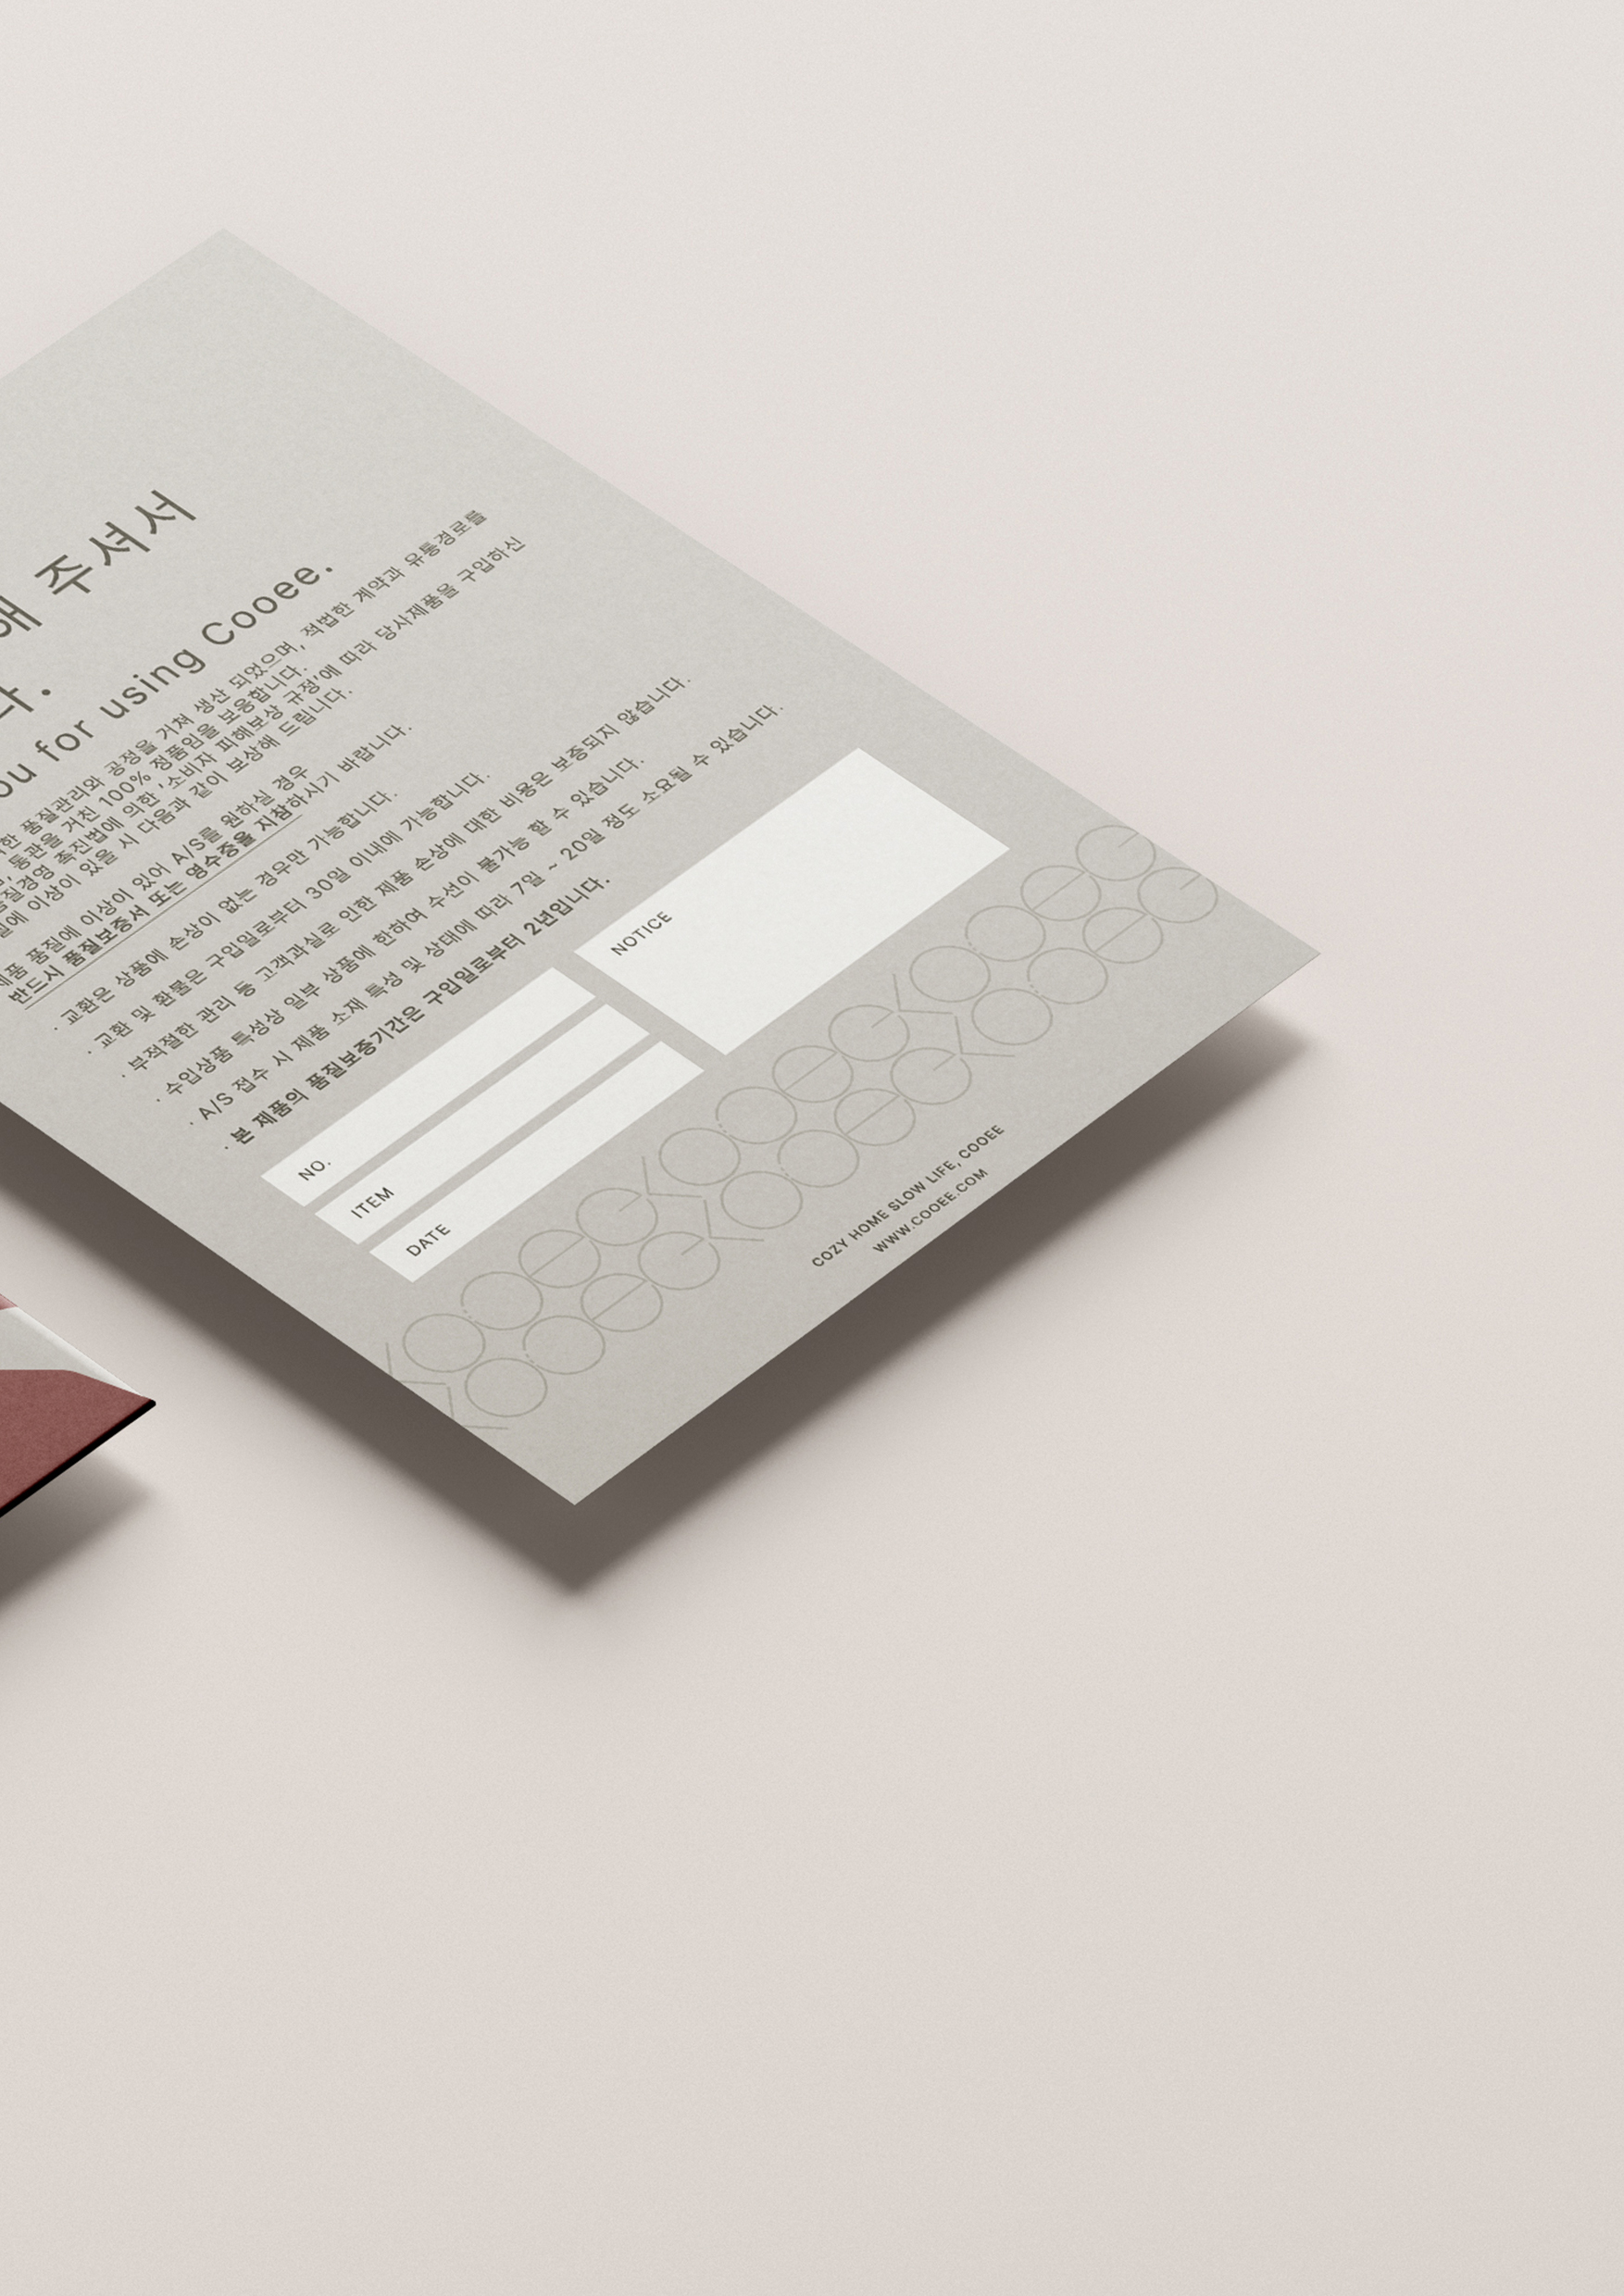 해 주셔서
다.
ou for using Cooee.
한 품질관리와 공정을 거쳐 생산 되었으며, 적법한 계약과 유통경로를
통관을 거친 100% 정품임을 보증합니다.
품질경영 촉진법에 의한 '소비자 피해보상 규정'에 따라 당사제품을 구입하신
질에 이상이 있을 시 다음과 같이 보상해 드립니다.
제품 품질에 이상이 있어 A/S를 원하실 경우
반드시 품질보증서 또는 영수증을 지참하시기 바랍니다.
· 교환은 상품에 손상이 없는 경우만 가능합니다.
· 교환 및 환불은 구입일로부터 30일 이내에 가능합니다.
· 부적절한 관리 등 고객과실로 인한 제품 손상에 대한 비용은 보증되지 않습니다.
· 수입상품 특성상 일부 상품에 한하여 수선이 불가능 할 수 있습니다.
· A/S 접수 시 제품 소재 특성 및 상태에 따라 7일 ~ 20일 정도 소요될 수 있습니다.
· 본 제품의 품질보증기간은 구입일로부터 2년입니다.
NO.
ITEM
DATE
NOTICE
COZY HOME SLOW LIFE, COOEE
WWW.COOEE.COM